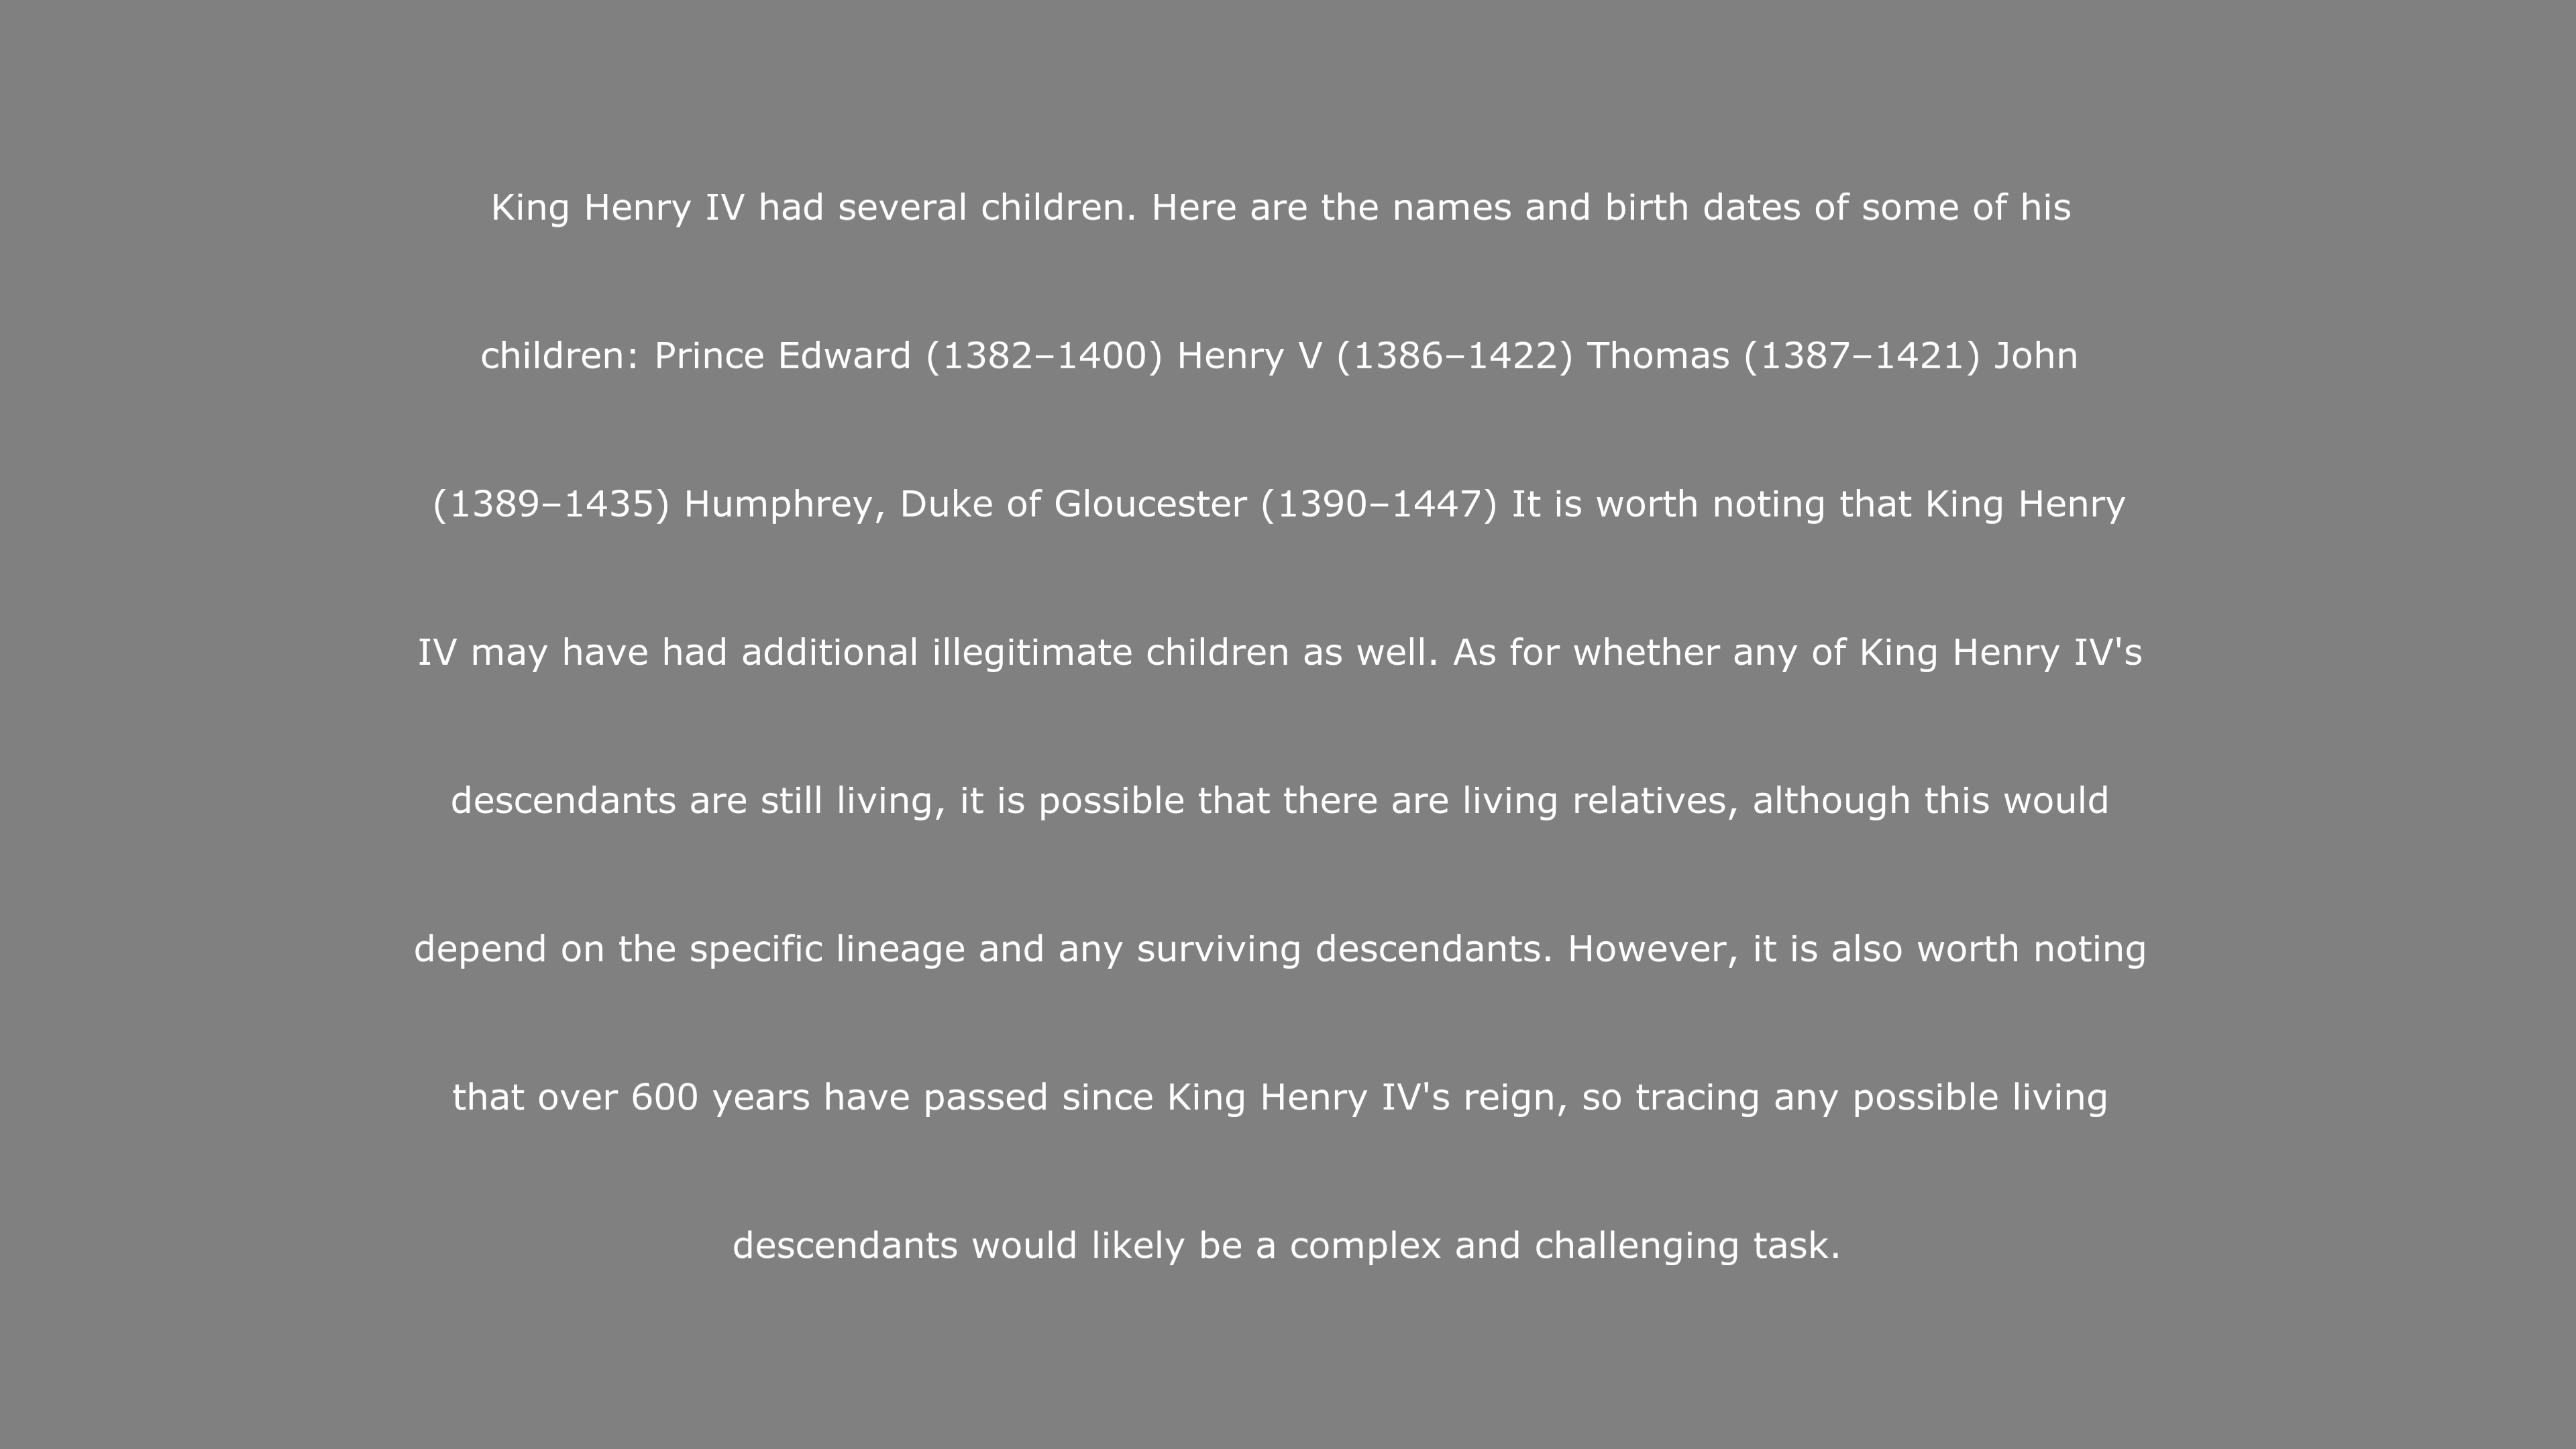 King Henry IV had several children. Here are the names and birth dates of some of his
children: Prince Edward (1382–1400) Henry V (1386–1422) Thomas (1387–1421) John
(1389–1435) Humphrey, Duke of Gloucester (1390–1447) It is worth noting that King Henry
IV may have had additional illegitimate children as well. As for whether any of King Henry IV's
descendants are still living, it is possible that there are living relatives, although this would
depend on the specific lineage and any surviving descendants. However, it is also worth noting
that over 600 years have passed since King Henry IV's reign, so tracing any possible living
descendants would likely be a complex and challenging task.